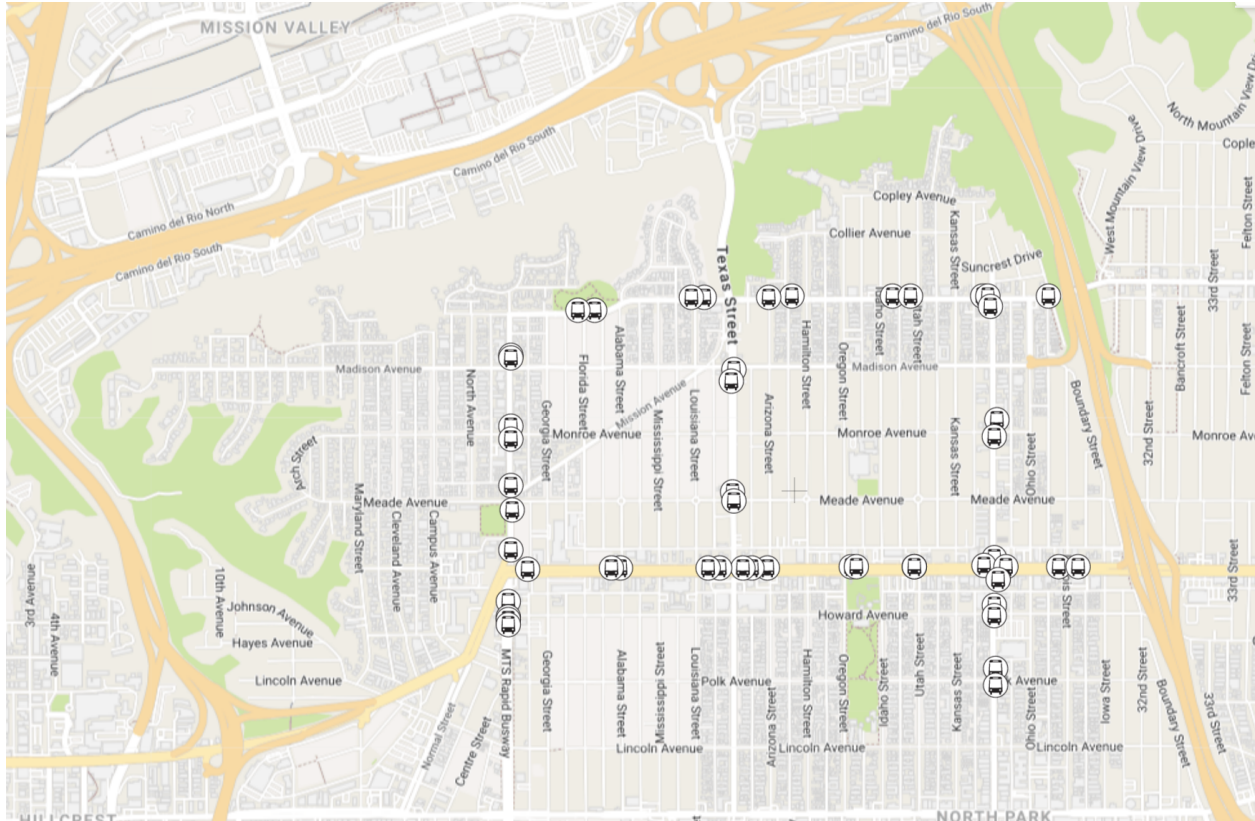 MISSION VALLEY
Camino del Rio South
North Mountain View Drive
West Mountain View Drive
Camino del Rio South
Copley Avenue
Felton Street
Camino del Rio North
Kansas Street
Collier Avenue
Camino del Rio South
Texas Street
Suncrest Drive
33rd Street
Hamilton Street
Alabama Street
Florida Street
Oregon Street
Bancroft Street
Felton Street
Madison Avenue
Madison Avenue
North Avenue
Mission Avenue
Georgia Street
Mississippi Street
Louisiana Street
Arizona Street
Boundary Street
32nd Street
Monroe Avenue
Monroe Avenue
Kansas Street
Ohio Street
Arch Street
Maryland Street
Meade Avenue
Meade Avenue
Meade Avenue
Cleveland Avenue
Campus Avenue
3rd Avenue
4th Avenue
10th Avenue
33rd Street
Johnson Avenue
Howard Avenue
Hayes Avenue
Lincoln Avenue
MTS Rapid Busway
Georgia Street
Alabama Street
Mississippi Street
Louisiana Street
Polk Avenue
Arizona Street
Hamilton Street
Oregon Street
Idaho Street
Utah Street
Kansas Street
Ohio Street
Iowa Street
32nd Street
Boundary Street
33rd Street
Normal Street
Centre Street
Lincoln Avenue
Lincoln Avenue
Lincoln Avenue
HILLCREST
NORTH PARK